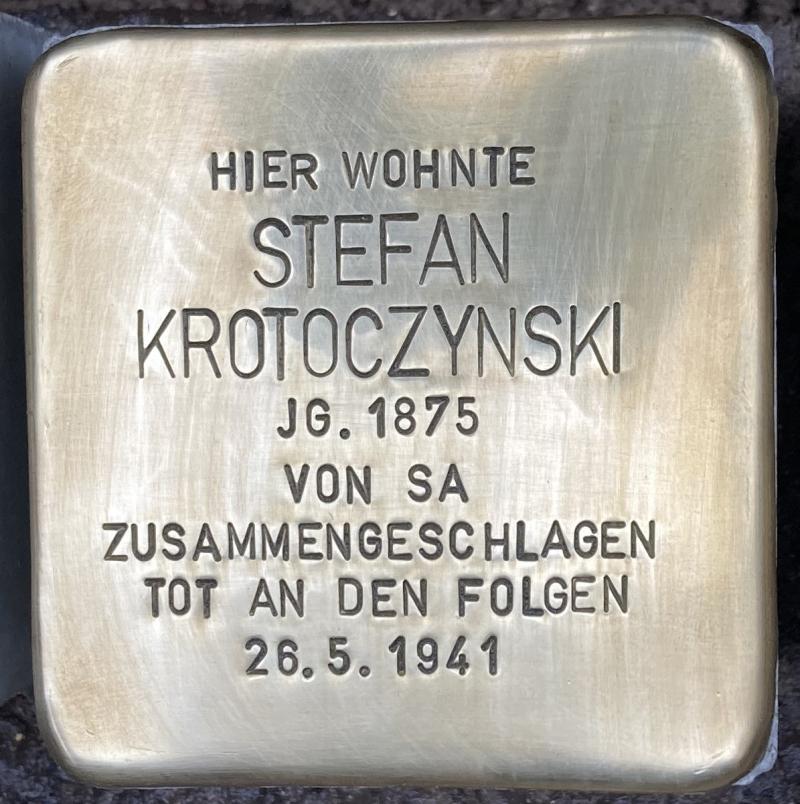 HIER WOHNTE
STEFAN
KROTOCZYNSKI
JG. 1875
VON SA
ZUSAMMENGESCHLAGEN
TOT AN DEN FOLGEN
26.5.1941